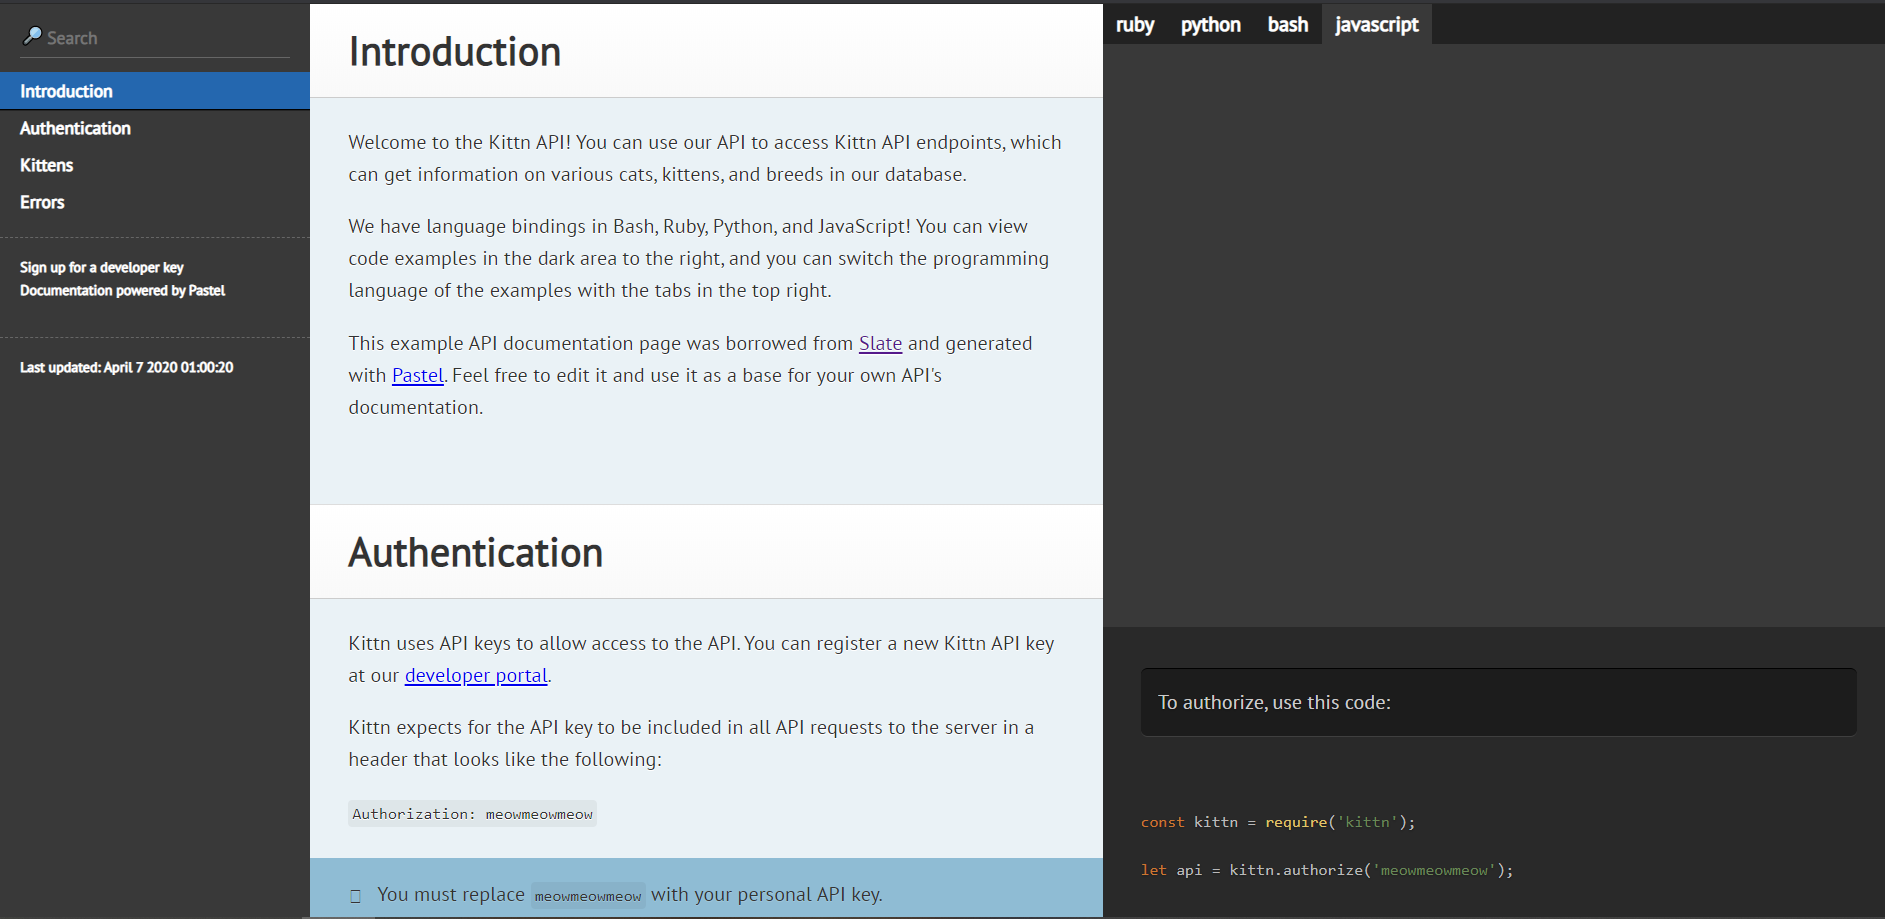 Search
Introduction
Authentication
Kittens
Errors
Sign up for a developer key
Documentation powered by Pastel
Last updated: April 7 2020 01:00:20
Introduction
Welcome to the Kittn API! You can use our API to access Kittn API endpoints, which
can get information on various cats, kittens, and breeds in our database.
We have language bindings in Bash, Ruby, Python, and JavaScript! You can view
code examples in the dark area to the right, and you can switch the programming
language of the examples with the tabs in the top right.
This example API documentation page was borrowed from Slate and generated
with Pastel. Feel free to edit it and use it as a base for your own API's
documentation.
Authentication
Kittn uses API keys to allow access to the API. You can register a new Kittn API key
at our developer portal.
Kittn expects for the API key to be included in all API requests to the server in a
header that looks like the following:
Authorization: meowmeowmeow
You must replace meowmeowmeow with your personal API key.
ruby python bash javascript
To authorize, use this code:
const kittn = require('kittn');
let api = kittn.authorize('meowmeowmeow');